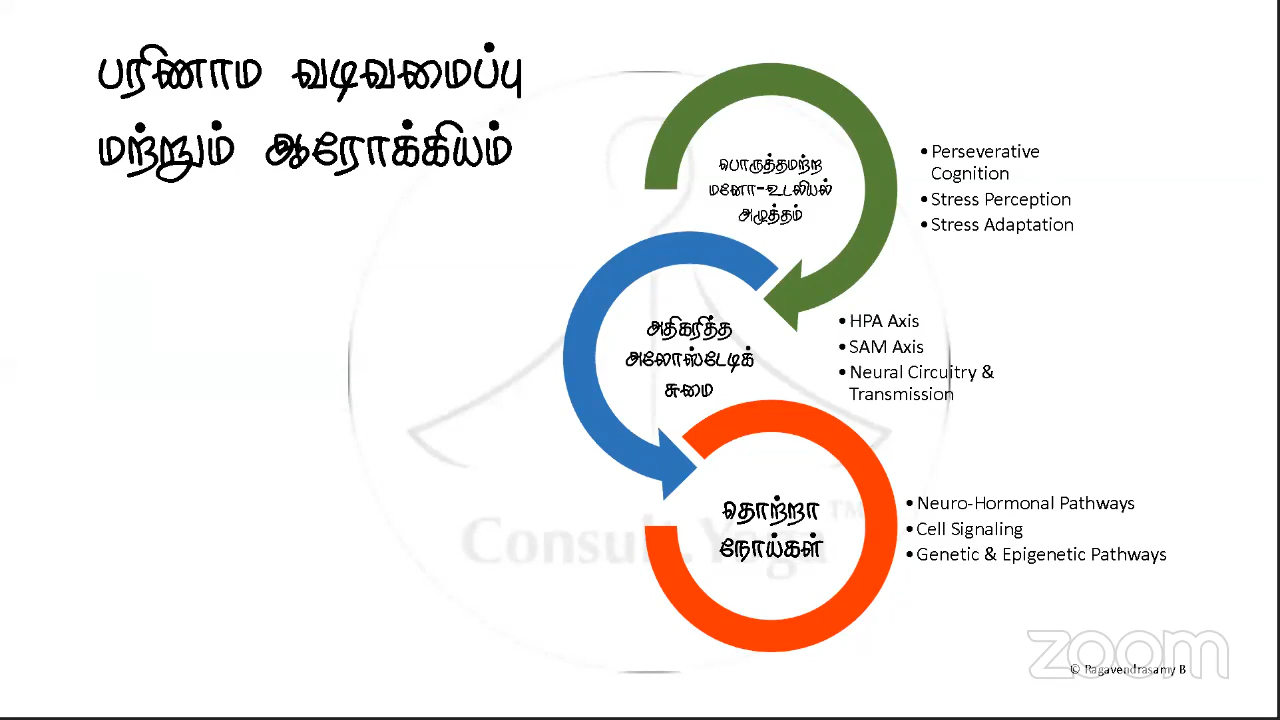 பரிணாம வடிவமைப்பு
மற்றும் ஆரோக்கியம்
பொருத்தமற்ற
மனோ-உடலியல்
அழுத்தம்
• Perseverative
Cognition
• Stress Perception
• Stress Adaptation
அதிகரித்த
அலோஸ்டேடிக்
சுமை
• HPA Axis
• SAM Axis
• Neural Circuitry &
Transmission
தொற்றா
நோய்கள்
• Neuro-Hormonal Pathways
• Cell Signaling
• Genetic & Epigenetic Pathways
Consult.Yoga™
zoom
© Ragavendrasamy B